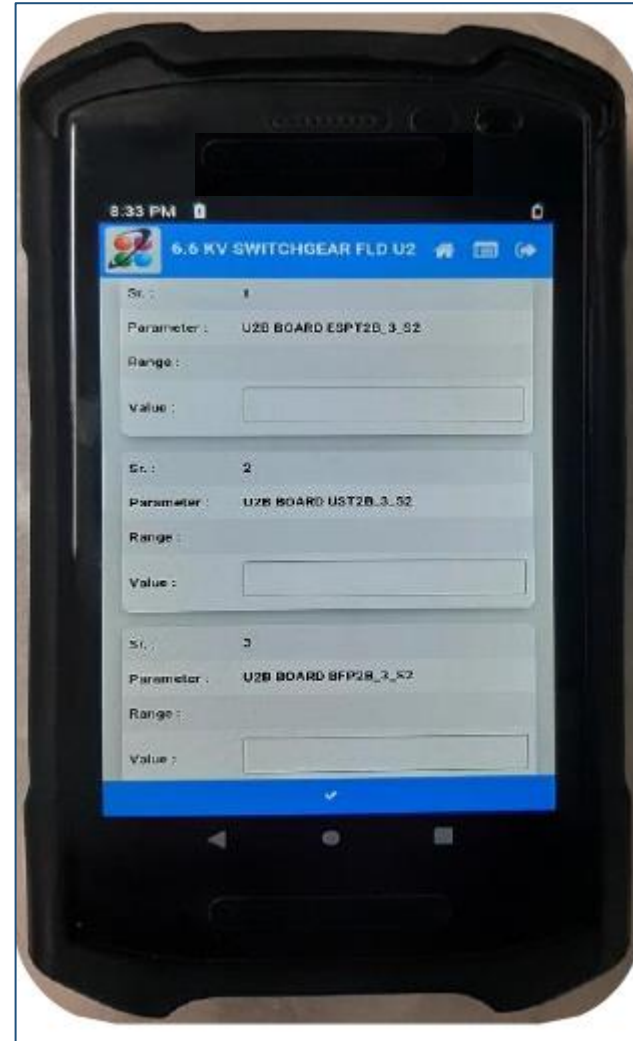 8:33 PM
6.6 KV SWITCHGEAR FLD U2
Sr. : 1
Parameter : U2B BOARD ESPT2B_3_S2
Range :
Value :
Sr. : 2
Parameter : U2B BOARD UST2B_3_S2
Range :
Value :
Sr. : 3
Parameter : U2B BOARD BFP2B_3_S2
Range :
Value :